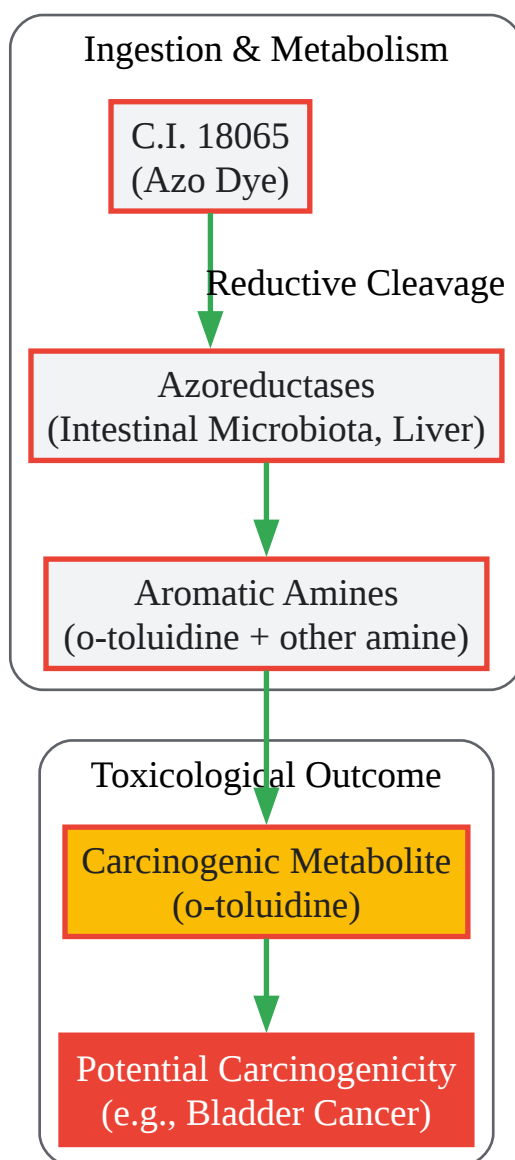 Ingestion & Metabolism
C.I. 18065
(Azo Dye)
Reductive Cleavage
Azoreductases
(Intestinal Microbiota, Liver)
Aromatic Amines
(o-toluidine + other amine)
Toxicological Outcome
Carcinogenic Metabolite
(o-toluidine)
Potential Carcinogenicity
(e.g., Bladder Cancer)